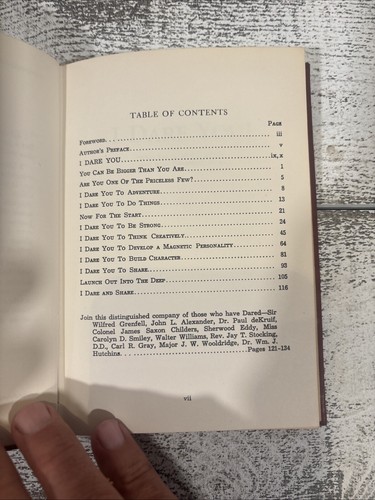 TABLE OF CONTENTS
PAGE
FOREWORD. . . iii
AUTHOR'S PREFACE. v
I DARE YOU. ix, x
YOU CAN BE BIGGER THAN YOU ARE. 1
ARE YOU ONE OF THE PRICELESS FEW? 5
I DARE YOU TO ADVENTURE. 8
I DARE YOU TO DO THINGS. 13
NOW FOR THE START. 21
I DARE YOU TO BE STRONG. 24
I DARE YOU TO THINK CREATIVELY. 45
I DARE YOU TO DEVELOP A MAGNETIC PERSONALITY. 64
I DARE YOU TO BUILD CHARACTER. 81
I DARE YOU TO SHARE. 93
LAUNCH OUT INTO THE DEEP. 105
I DARE AND SHARE. 116
Join this distinguished company of those who have Dared—Sir
Wilfred Grenfell, John L. Alexander, Dr. Paul deKruif,
Colonel James Saxon Childers, Sherwood Eddy, Miss
Carolyn D. Smiley, Walter Williams, Rev. Jay T. Stocking,
D.D., Carl R. Gray, Major J. W. Wooldridge, Dr. Wm. J.
Hutchins. . . . Pages 121-134
vii